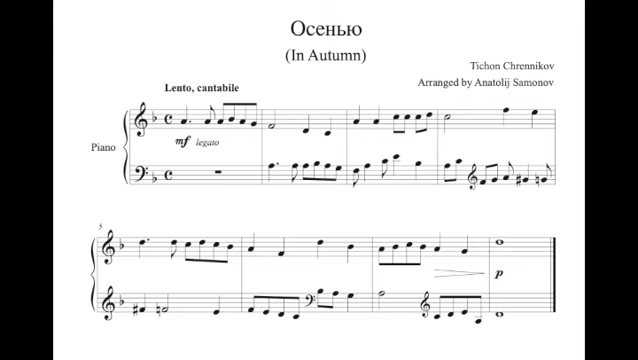 Осенью
(In Autumn)
Tichon Chrennikov
Arranged by Anatolij Samonov
Lento, cantabile
Piano
mf legato
5
p